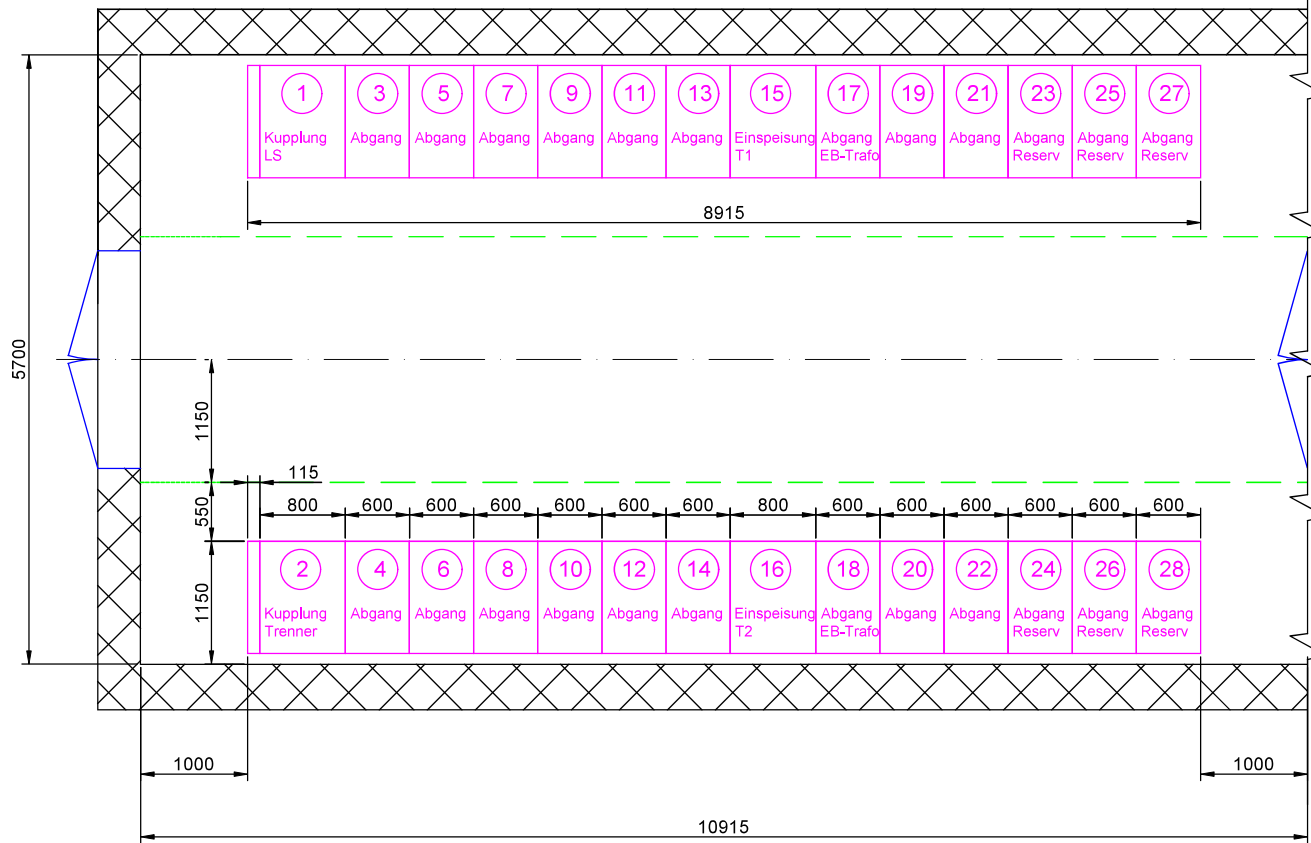 1 3 5 7 9 11 13 15 17 19 21 23 25 27
Kupplung Abgang Abgang Abgang Abgang Abgang Abgang Einspeisung Abgang Abgang Abgang Abgang Abgang Abgang
LS T1 EB-Trafo Reserv Reserv Reserv
8915
5700
1150
115
550
800 600 600 600 600 600 600 800 600 600 600 600 600 600
1150
2 4 6 8 10 12 14 16 18 20 22 24 26 28
Kupplung Abgang Abgang Abgang Abgang Abgang Abgang Einspeisung Abgang Abgang Abgang Abgang Abgang Abgang
Trenner T2 EB-Trafo Reserv Reserv Reserv
1000 1000
10915